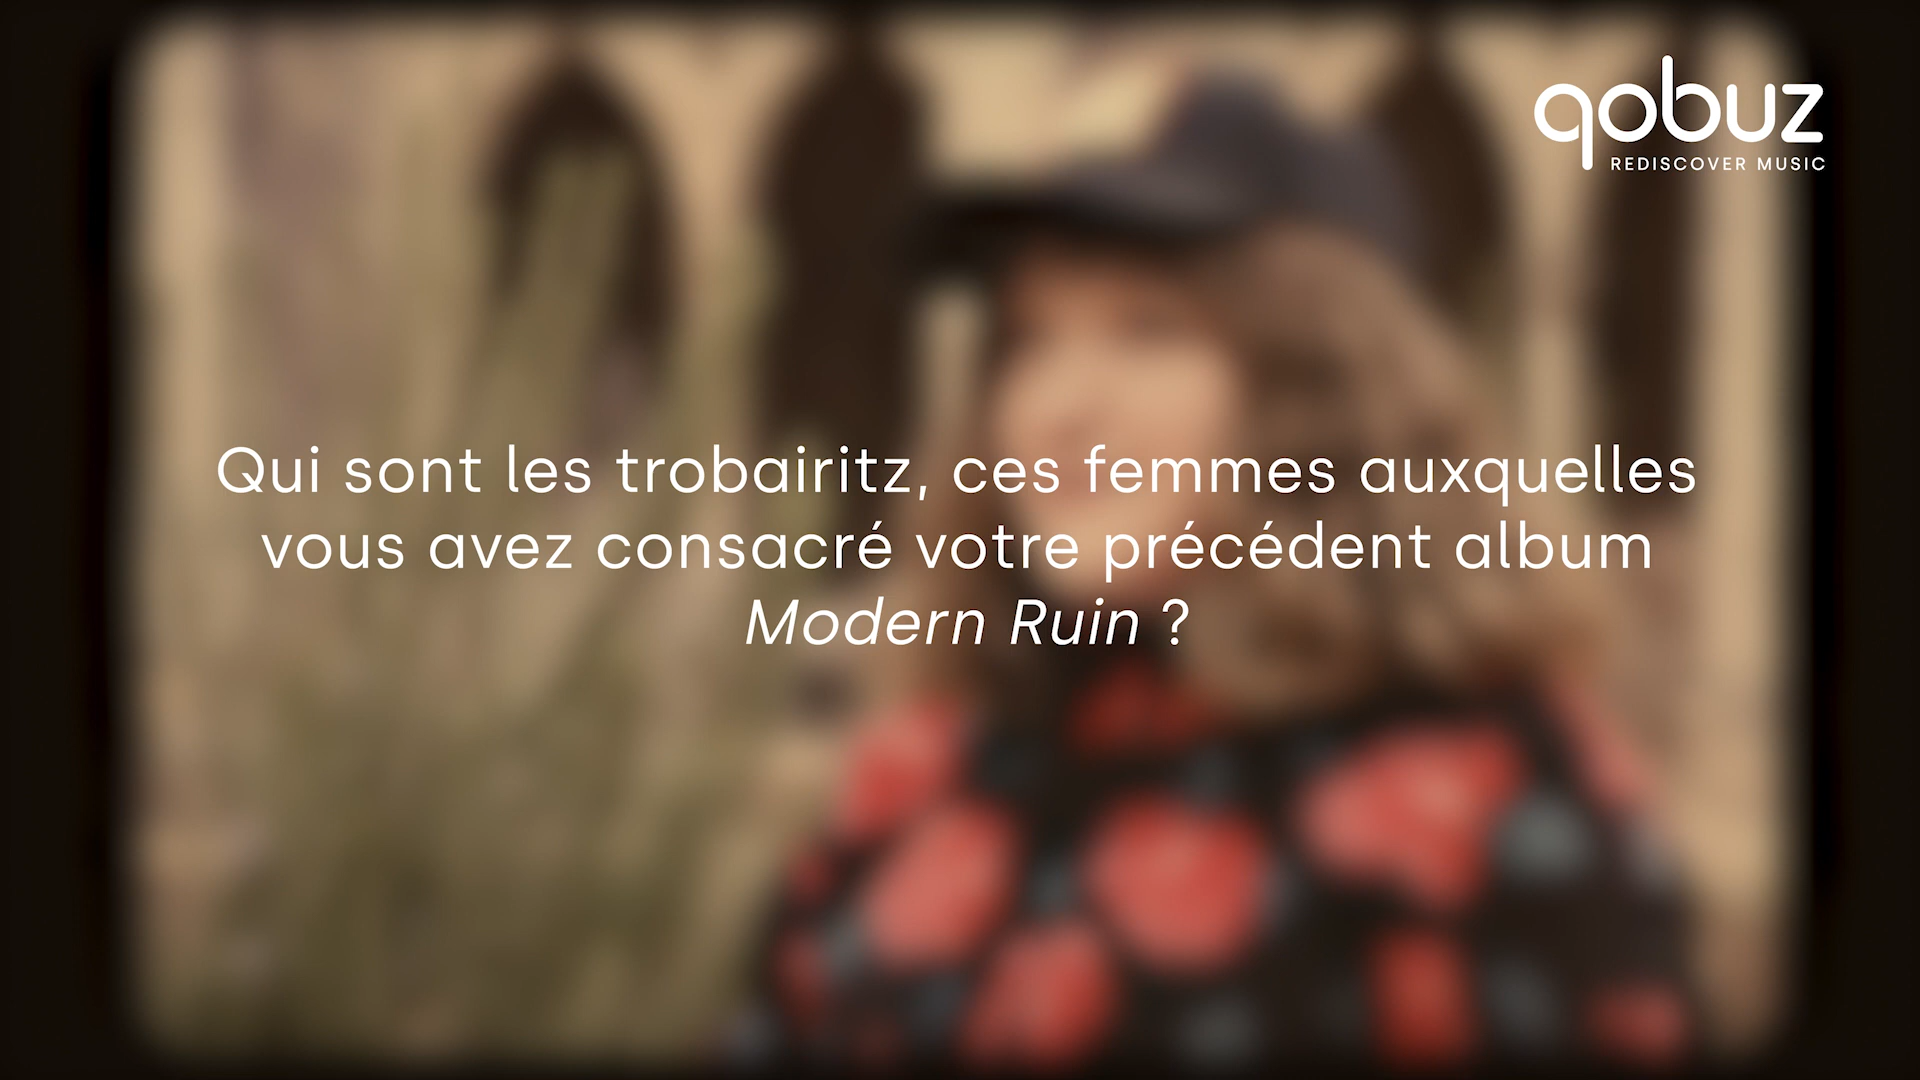 qobuz
REDISCOVER MUSIC
Qui sont les trobairitz, ces femmes auxquelles
vous avez consacré votre précédent album
Modern Ruin ?